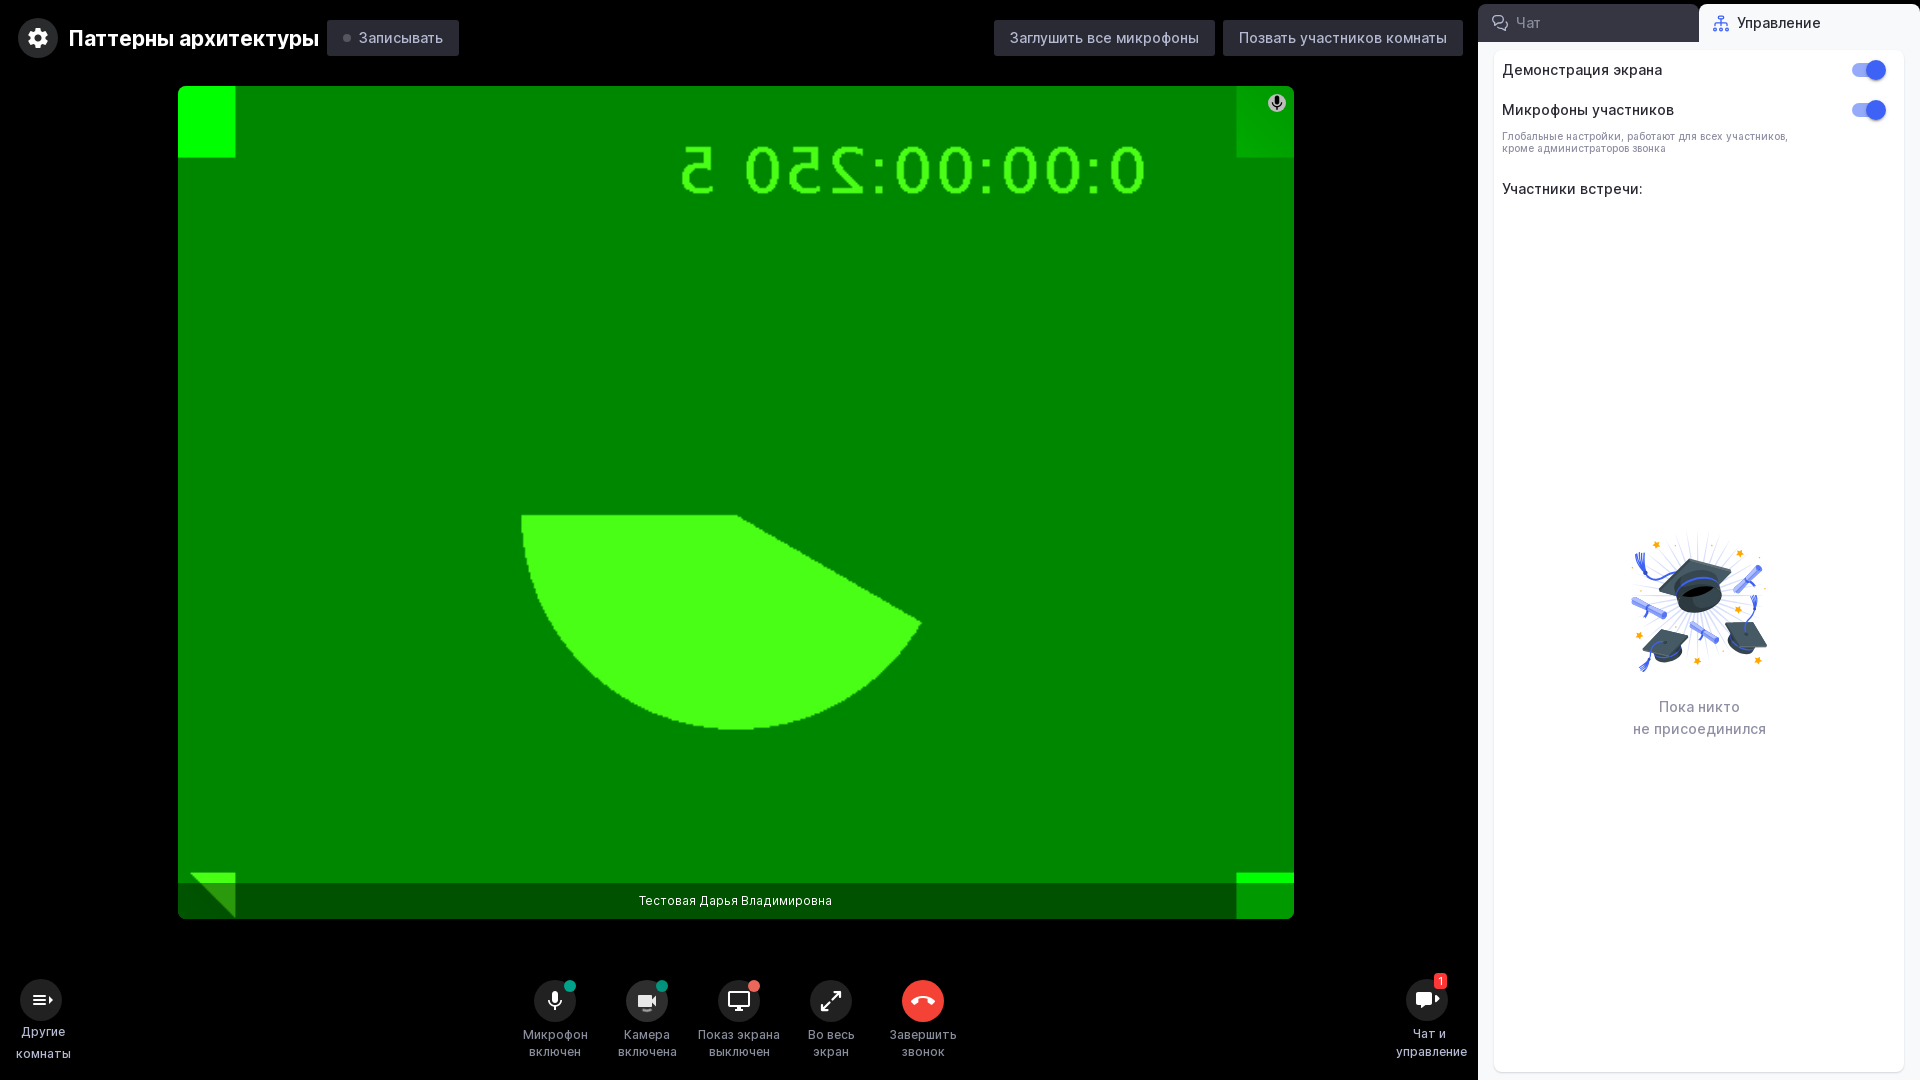 Паттерны архитектуры
Записывать
Заглушить все микрофоны
Позвать участников комнаты
Чат
Управление
Демонстрация экрана
Микрофоны участников
Глобальные настройки, работают для всех участников,
кроме администраторов звонка
Участники встречи:
0:00:00:250 5
Пока никто
не присоединился
Тестовая Дарья Владимировна
Другие
комнаты
Микрофон
включен
Камера
включена
Показ экрана
выключен
Во весь
экран
Завершить
звонок
1
Чат и
управление